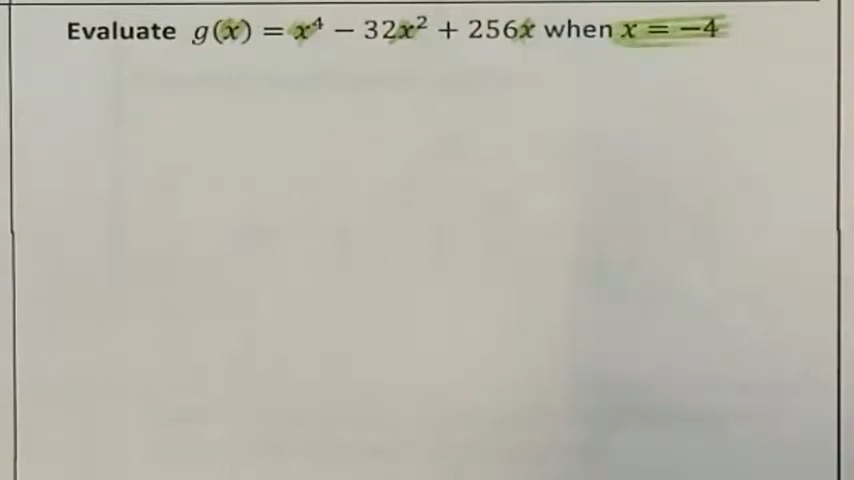 Evaluate g(x) = x⁴ − 32x² + 256x when x = −4